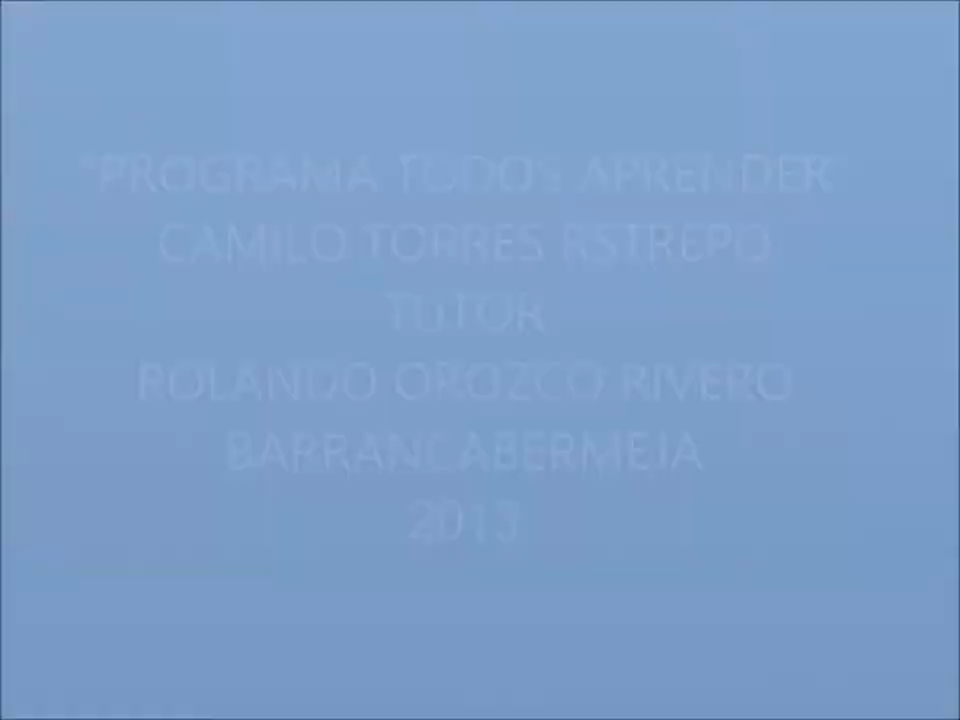 "PROGRAMA TODOS APRENDER"
CAMILO TORRES RSTREPO
TUTOR
ROLANDO OROZCO RIVERO
BARRANCABERMEJA
2013